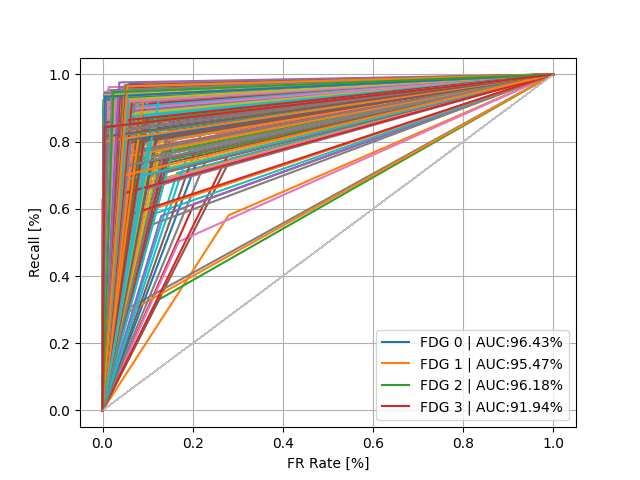 1.0
0.8
0.6
0.4
0.2
0.0
Recall [%]
FDG 0 | AUC:96.43%
FDG 1 | AUC:95.47%
FDG 2 | AUC:96.18%
FDG 3 | AUC:91.94%
0.0 0.2 0.4 0.6 0.8 1.0
FR Rate [%]